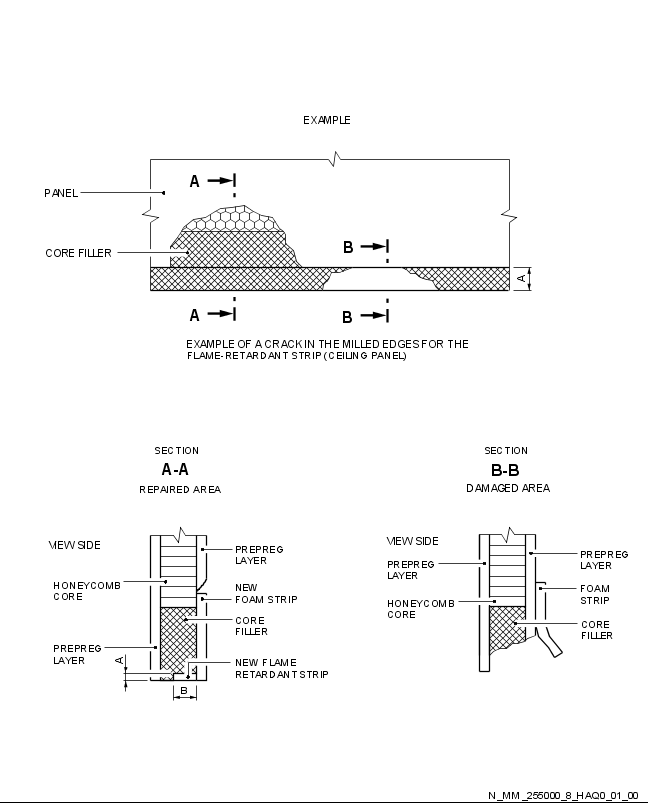 EXAMPLE
A
PANEL
B
CORE FILLER
A
A
B
EXAMPLE OF A CRACK IN THE MILLED EDGES FOR THE
FLAME-RETARDANT STRIP (CEILING PANEL)
SECTION
A-A
REPAIRED AREA
VIEW SIDE
PREPREG
LAYER
HONEYCOMB
CORE
NEW
FOAM STRIP
CORE
FILLER
PREPREG
LAYER
A
NEW FLAME
RETARDANT STRIP
B
SECTION
B-B
DAMAGED AREA
VIEW SIDE
PREPREG
LAYER
PREPREG
LAYER
FOAM
STRIP
HONEYCOMB
CORE
CORE
FILLER
N_MM_255000_8_HAQ0_01_00